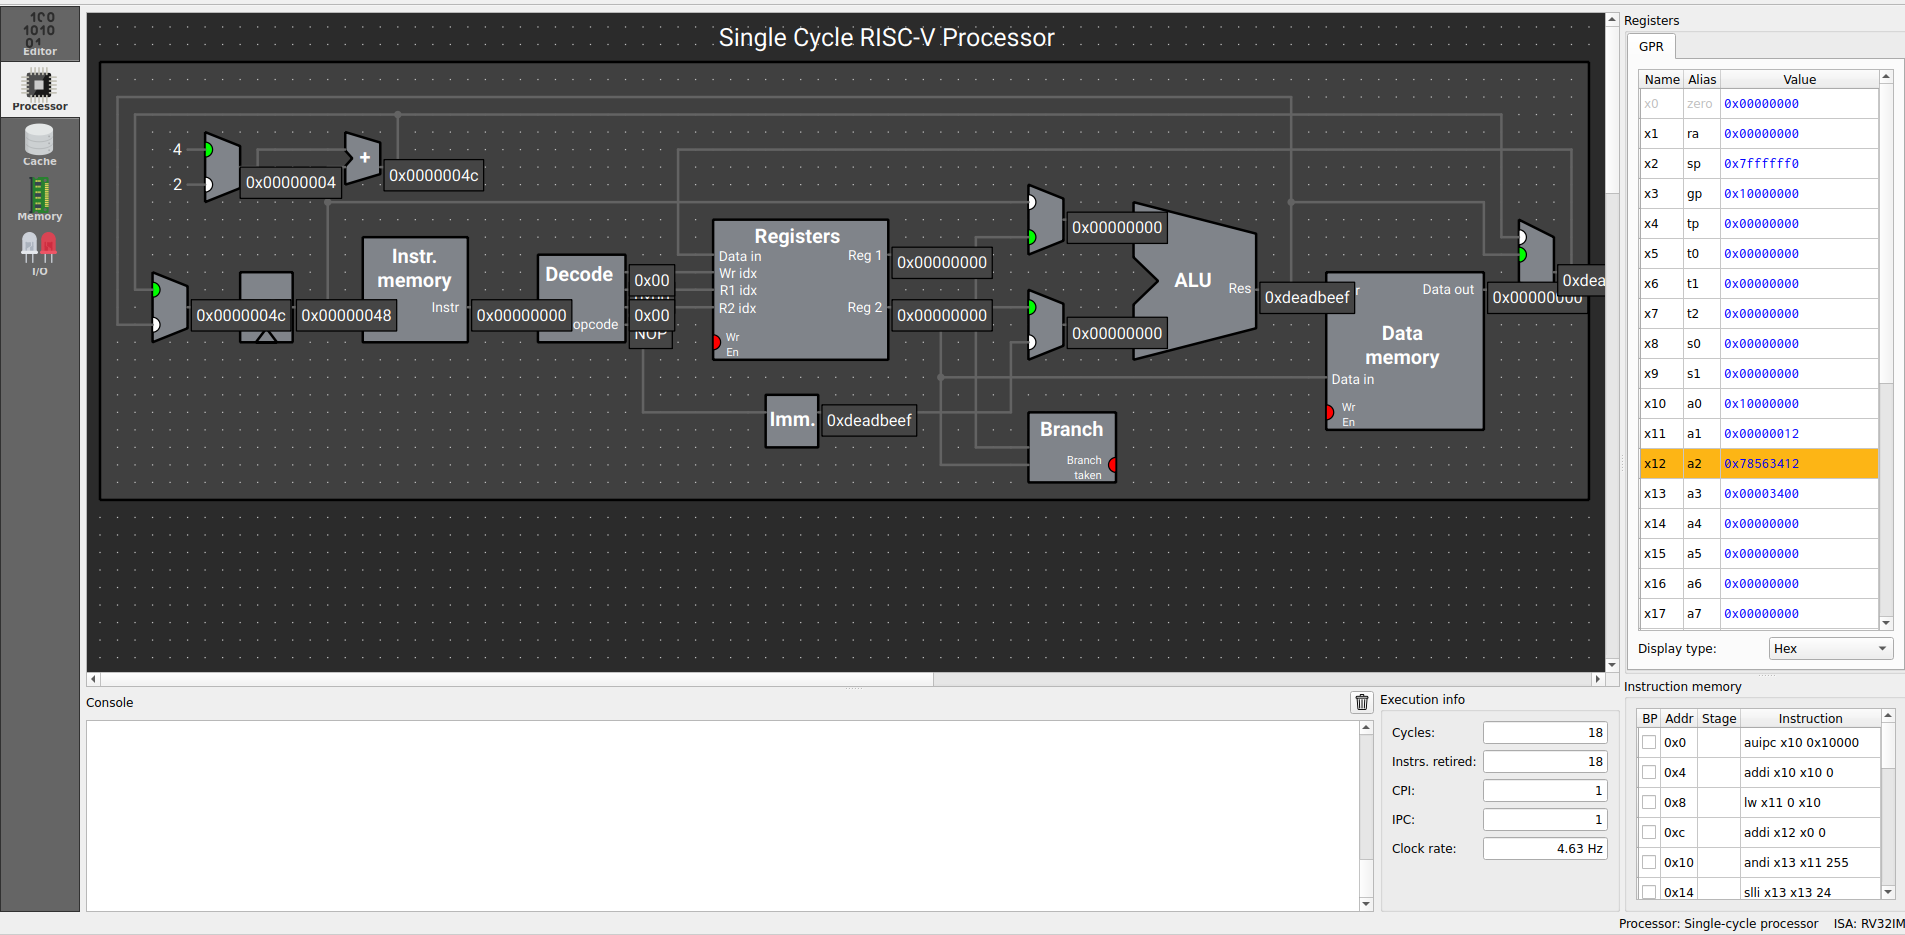 100
1010
01
Editor
Processor
Cache
Memory
I/O
Single Cycle RISC-V Processor
4
2
0x00000004
+
0x0000004c
0x0000004c
0x00000048
Instr.
memory
Instr
0x00000000
Decode
opcode
0x00
0x00
NOP
Registers
Data in
Wr idx
R1 idx
R2 idx
Wr
En
Reg 1
Reg 2
0x00000000
0x00000000
Imm.
0xdeadbeef
0x00000000
0x00000000
ALU
Res
0xdeadbeef
Branch
Branch
taken
r
Data out
Data
memory
Data in
Wr
En
0x00000000
0xdea
Registers
GPR
Name Alias Value
x0 zero 0x00000000
x1 ra 0x00000000
x2 sp 0x7ffffff0
x3 gp 0x10000000
x4 tp 0x00000000
x5 t0 0x00000000
x6 t1 0x00000000
x7 t2 0x00000000
x8 s0 0x00000000
x9 s1 0x00000000
x10 a0 0x10000000
x11 a1 0x00000012
x12 a2 0x78563412
x13 a3 0x00003400
x14 a4 0x00000000
x15 a5 0x00000000
x16 a6 0x00000000
x17 a7 0x00000000
Display type: Hex
Console
Execution info
Cycles: 18
Instrs. retired: 18
CPI: 1
IPC: 1
Clock rate: 4.63 Hz
Instruction memory
BP Addr Stage Instruction
0x0 auipc x10 0x10000
0x4 addi x10 x10 0
0x8 lw x11 0 x10
0xc addi x12 x0 0
0x10 andi x13 x11 255
0x14 slli x13 x13 24
Processor: Single-cycle processor ISA: RV32IM